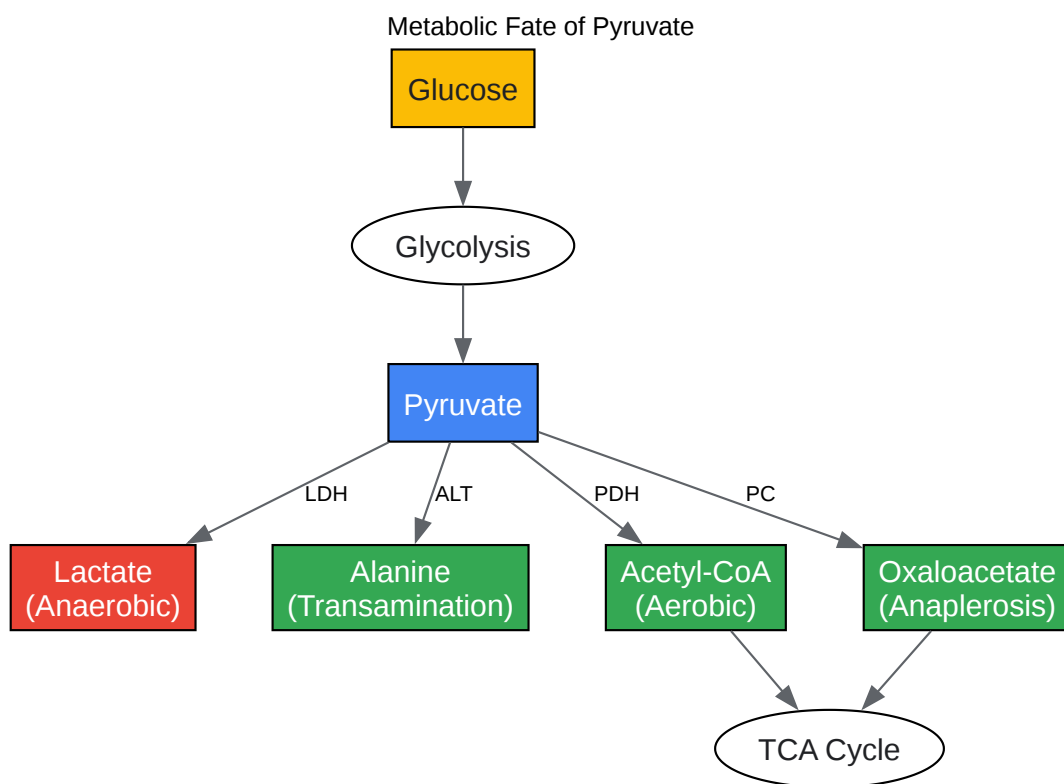 Metabolic Fate of Pyruvate
Glucose
Glycolysis
Pyruvate
LDH
ALT
PDH
PC
Lactate
(Anaerobic)
Alanine
(Transamination)
Acetyl-CoA
(Aerobic)
Oxaloacetate
(Anaplerosis)
TCA Cycle